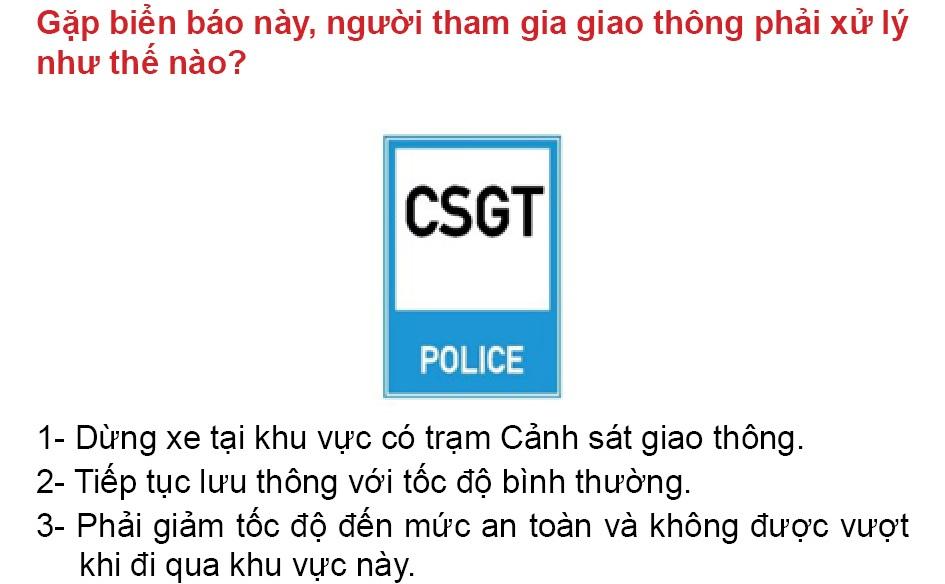 Gặp biển báo này, người tham gia giao thông phải xử lý
như thế nào?
CSGT
POLICE
1- Dừng xe tại khu vực có trạm Cảnh sát giao thông.
2- Tiếp tục lưu thông với tốc độ bình thường.
3- Phải giảm tốc độ đến mức an toàn và không được vượt
khi đi qua khu vực này.